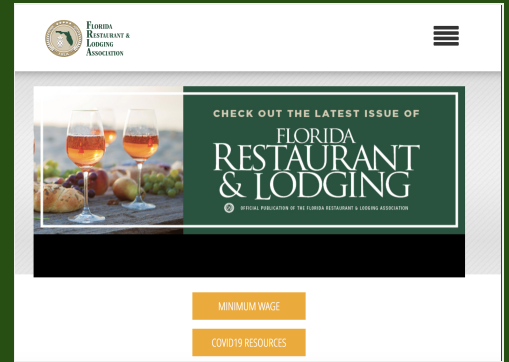 FLORIDA
RESTAURANT &
LODGING
ASSOCIATION
CHECK OUT THE LATEST ISSUE OF
FLORIDA
RESTAURANT
& LODGING
OFFICIAL PUBLICATION OF THE FLORIDA RESTAURANT & LODGING ASSOCIATION
MINIMUM WAGE
COVID19 RESOURCES